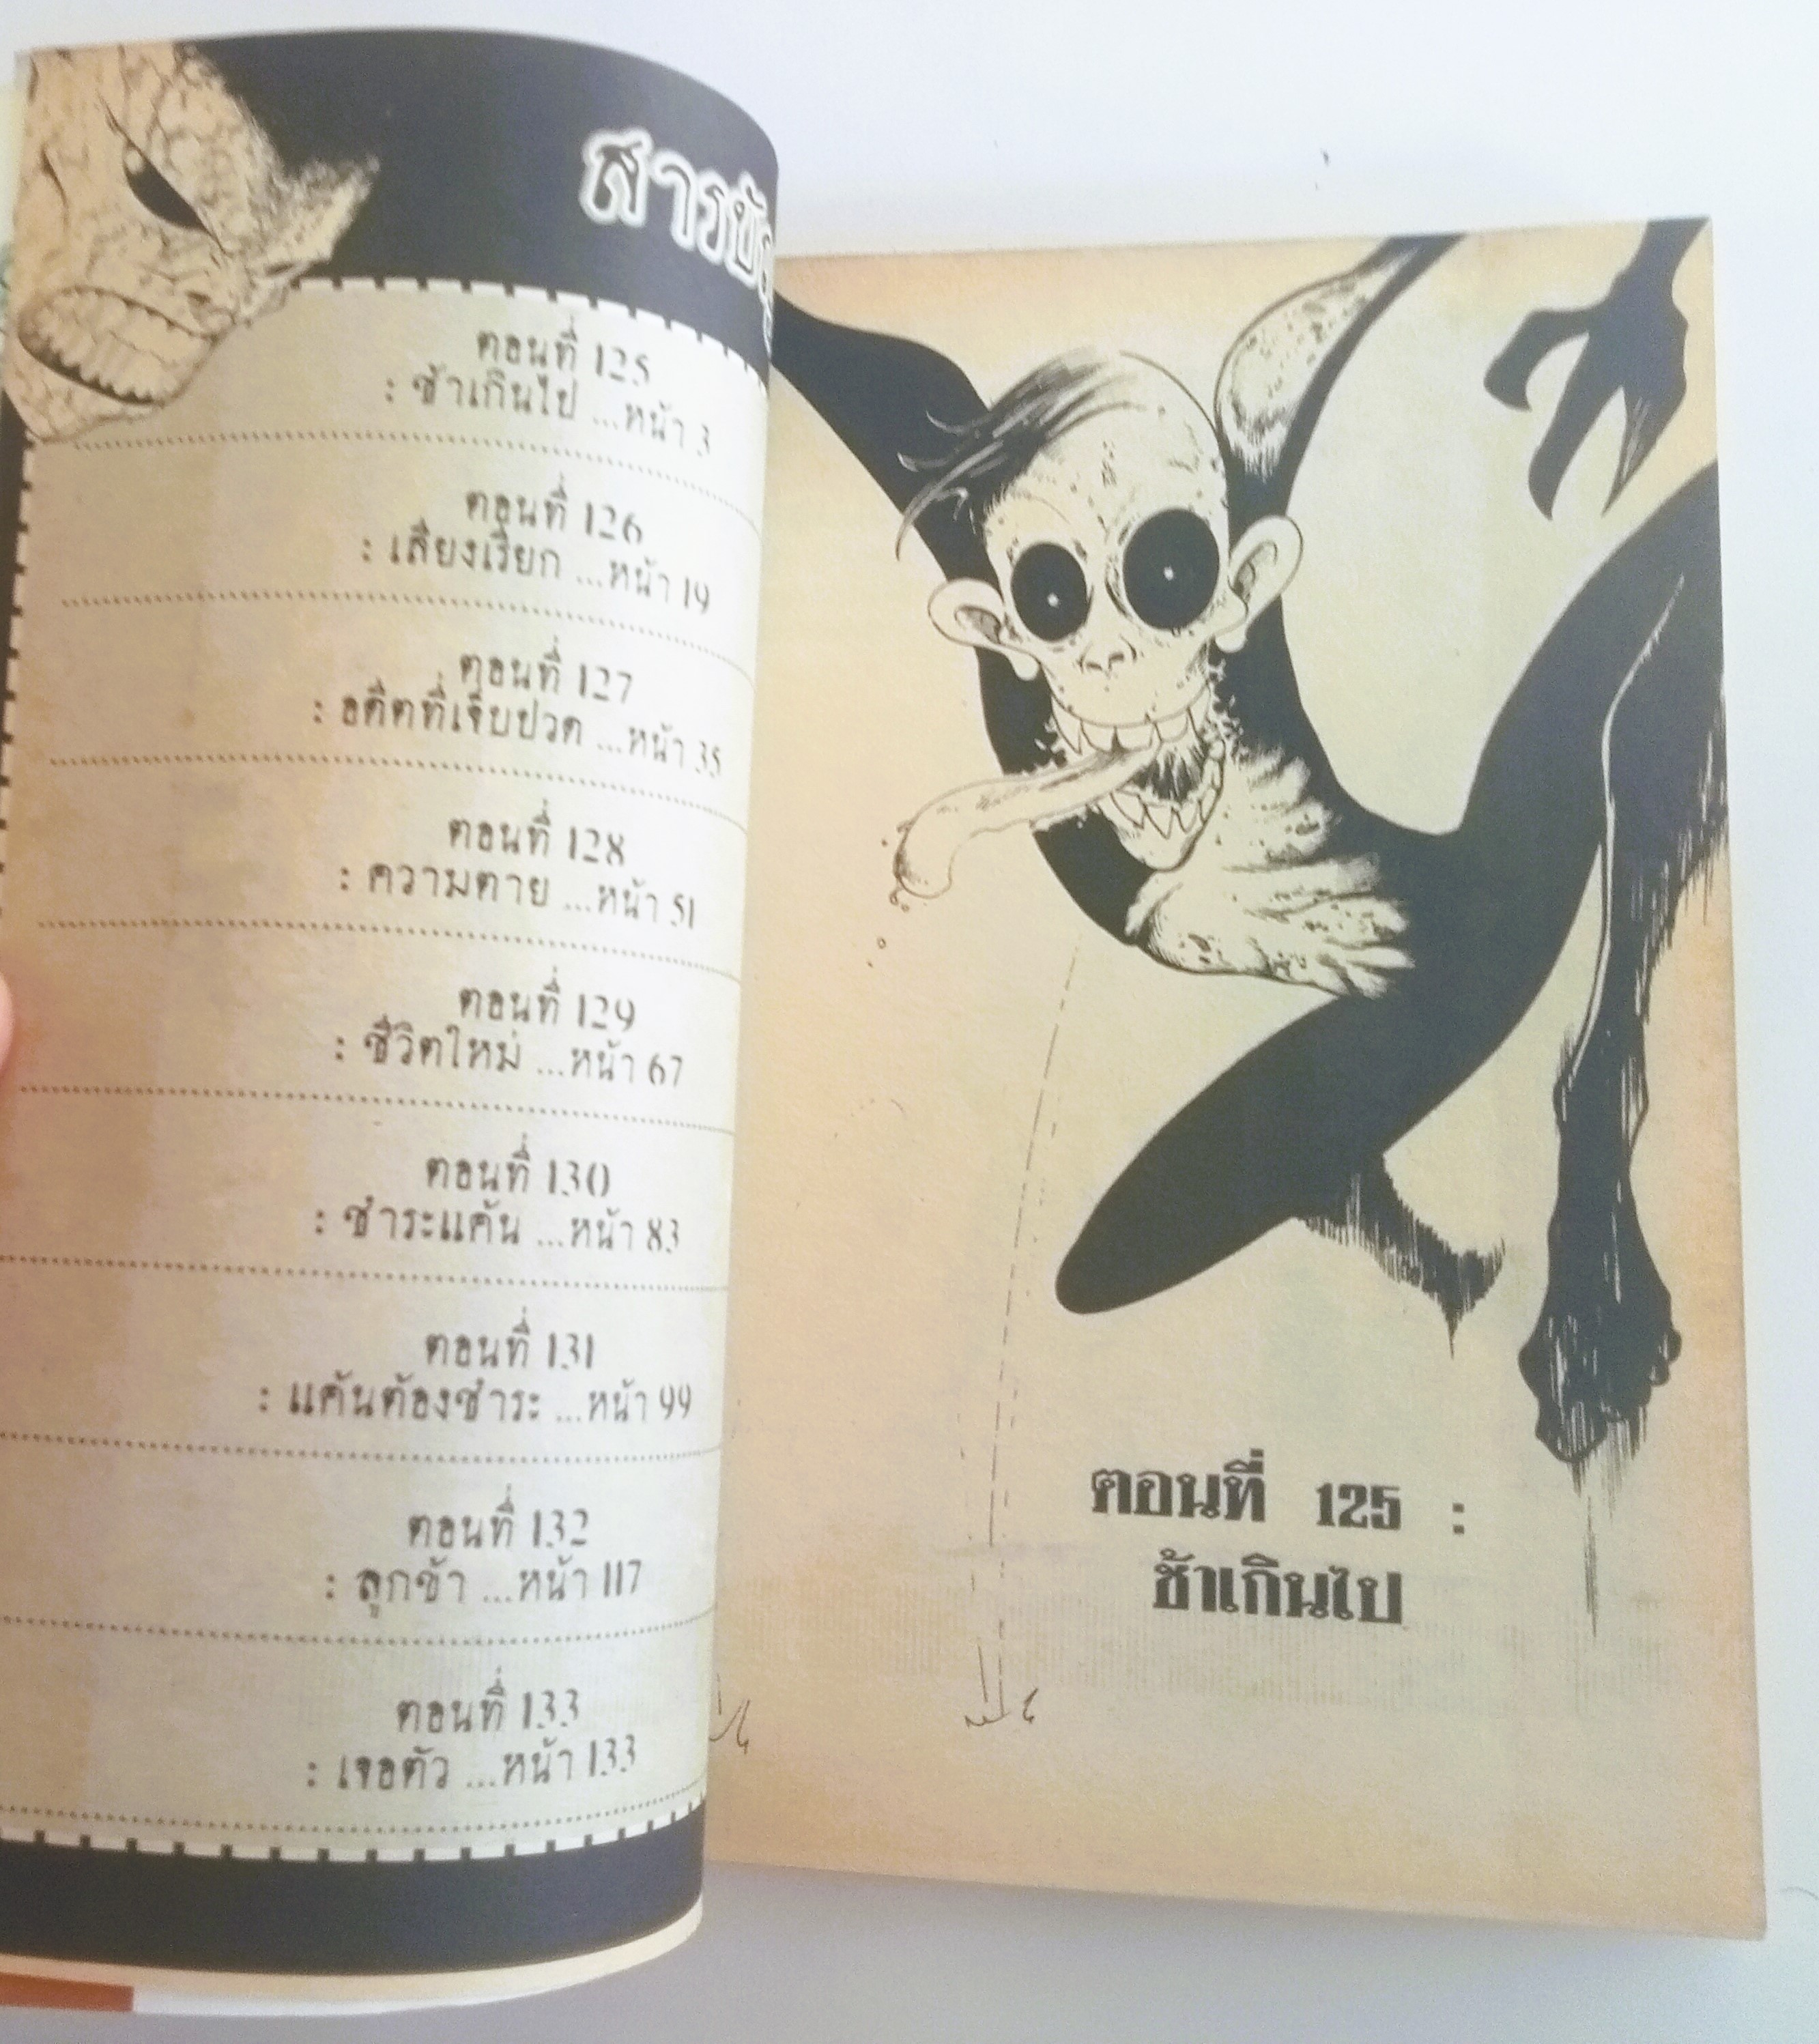 สารบัญ
ตอนที่ 125
: ช้าเกินไป ...หน้า 3
ตอนที่ 126
: เสียงเรียก ...หน้า 19
ตอนที่ 127
: อดีตที่เจ็บปวด ...หน้า 35
ตอนที่ 128
: ความตาย ...หน้า 51
ตอนที่ 129
: ชีวิตใหม่ ...หน้า 67
ตอนที่ 130
: ชำระแค้น ...หน้า 83
ตอนที่ 131
: แค้นต้องชำระ ...หน้า 99
ตอนที่ 132
: ลูกข้า ...หน้า 117
ตอนที่ 133
: เจอตัว ...หน้า 133
ตอนที่ 125 :
ช้าเกินไป